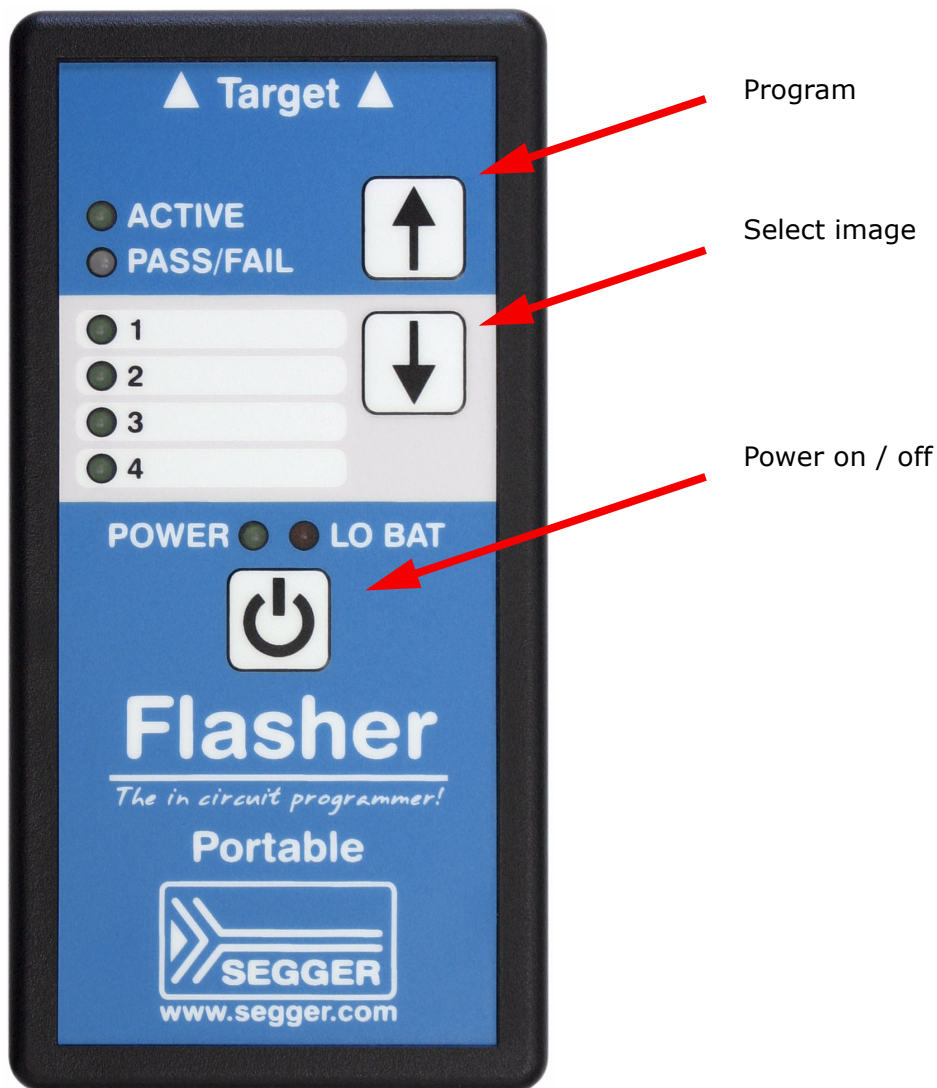 Target
Program
ACTIVE
PASS/FAIL
Select image
1
2
3
4
Power on / off
POWER LO BAT
Flasher
The in circuit programmer!
Portable
SEGGER
www.segger.com